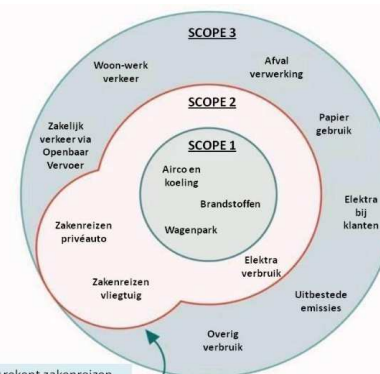 SCOPE 3
Woon-werk
verkeer
Afval
verwerking
SCOPE 2
Papier
gebruik
Zakelijk
verkeer via
Openbaar
Vervoer
SCOPE 1
Airco en
koeling
Brandstoffen
Wagenpark
Elektra
bij
klanten
Zakenreizen
privéauto
Elektra
verbruik
Zakenreizen
vliegtuig
Uitbestede
emissies
Overig
verbruik
rekent zakenreizen